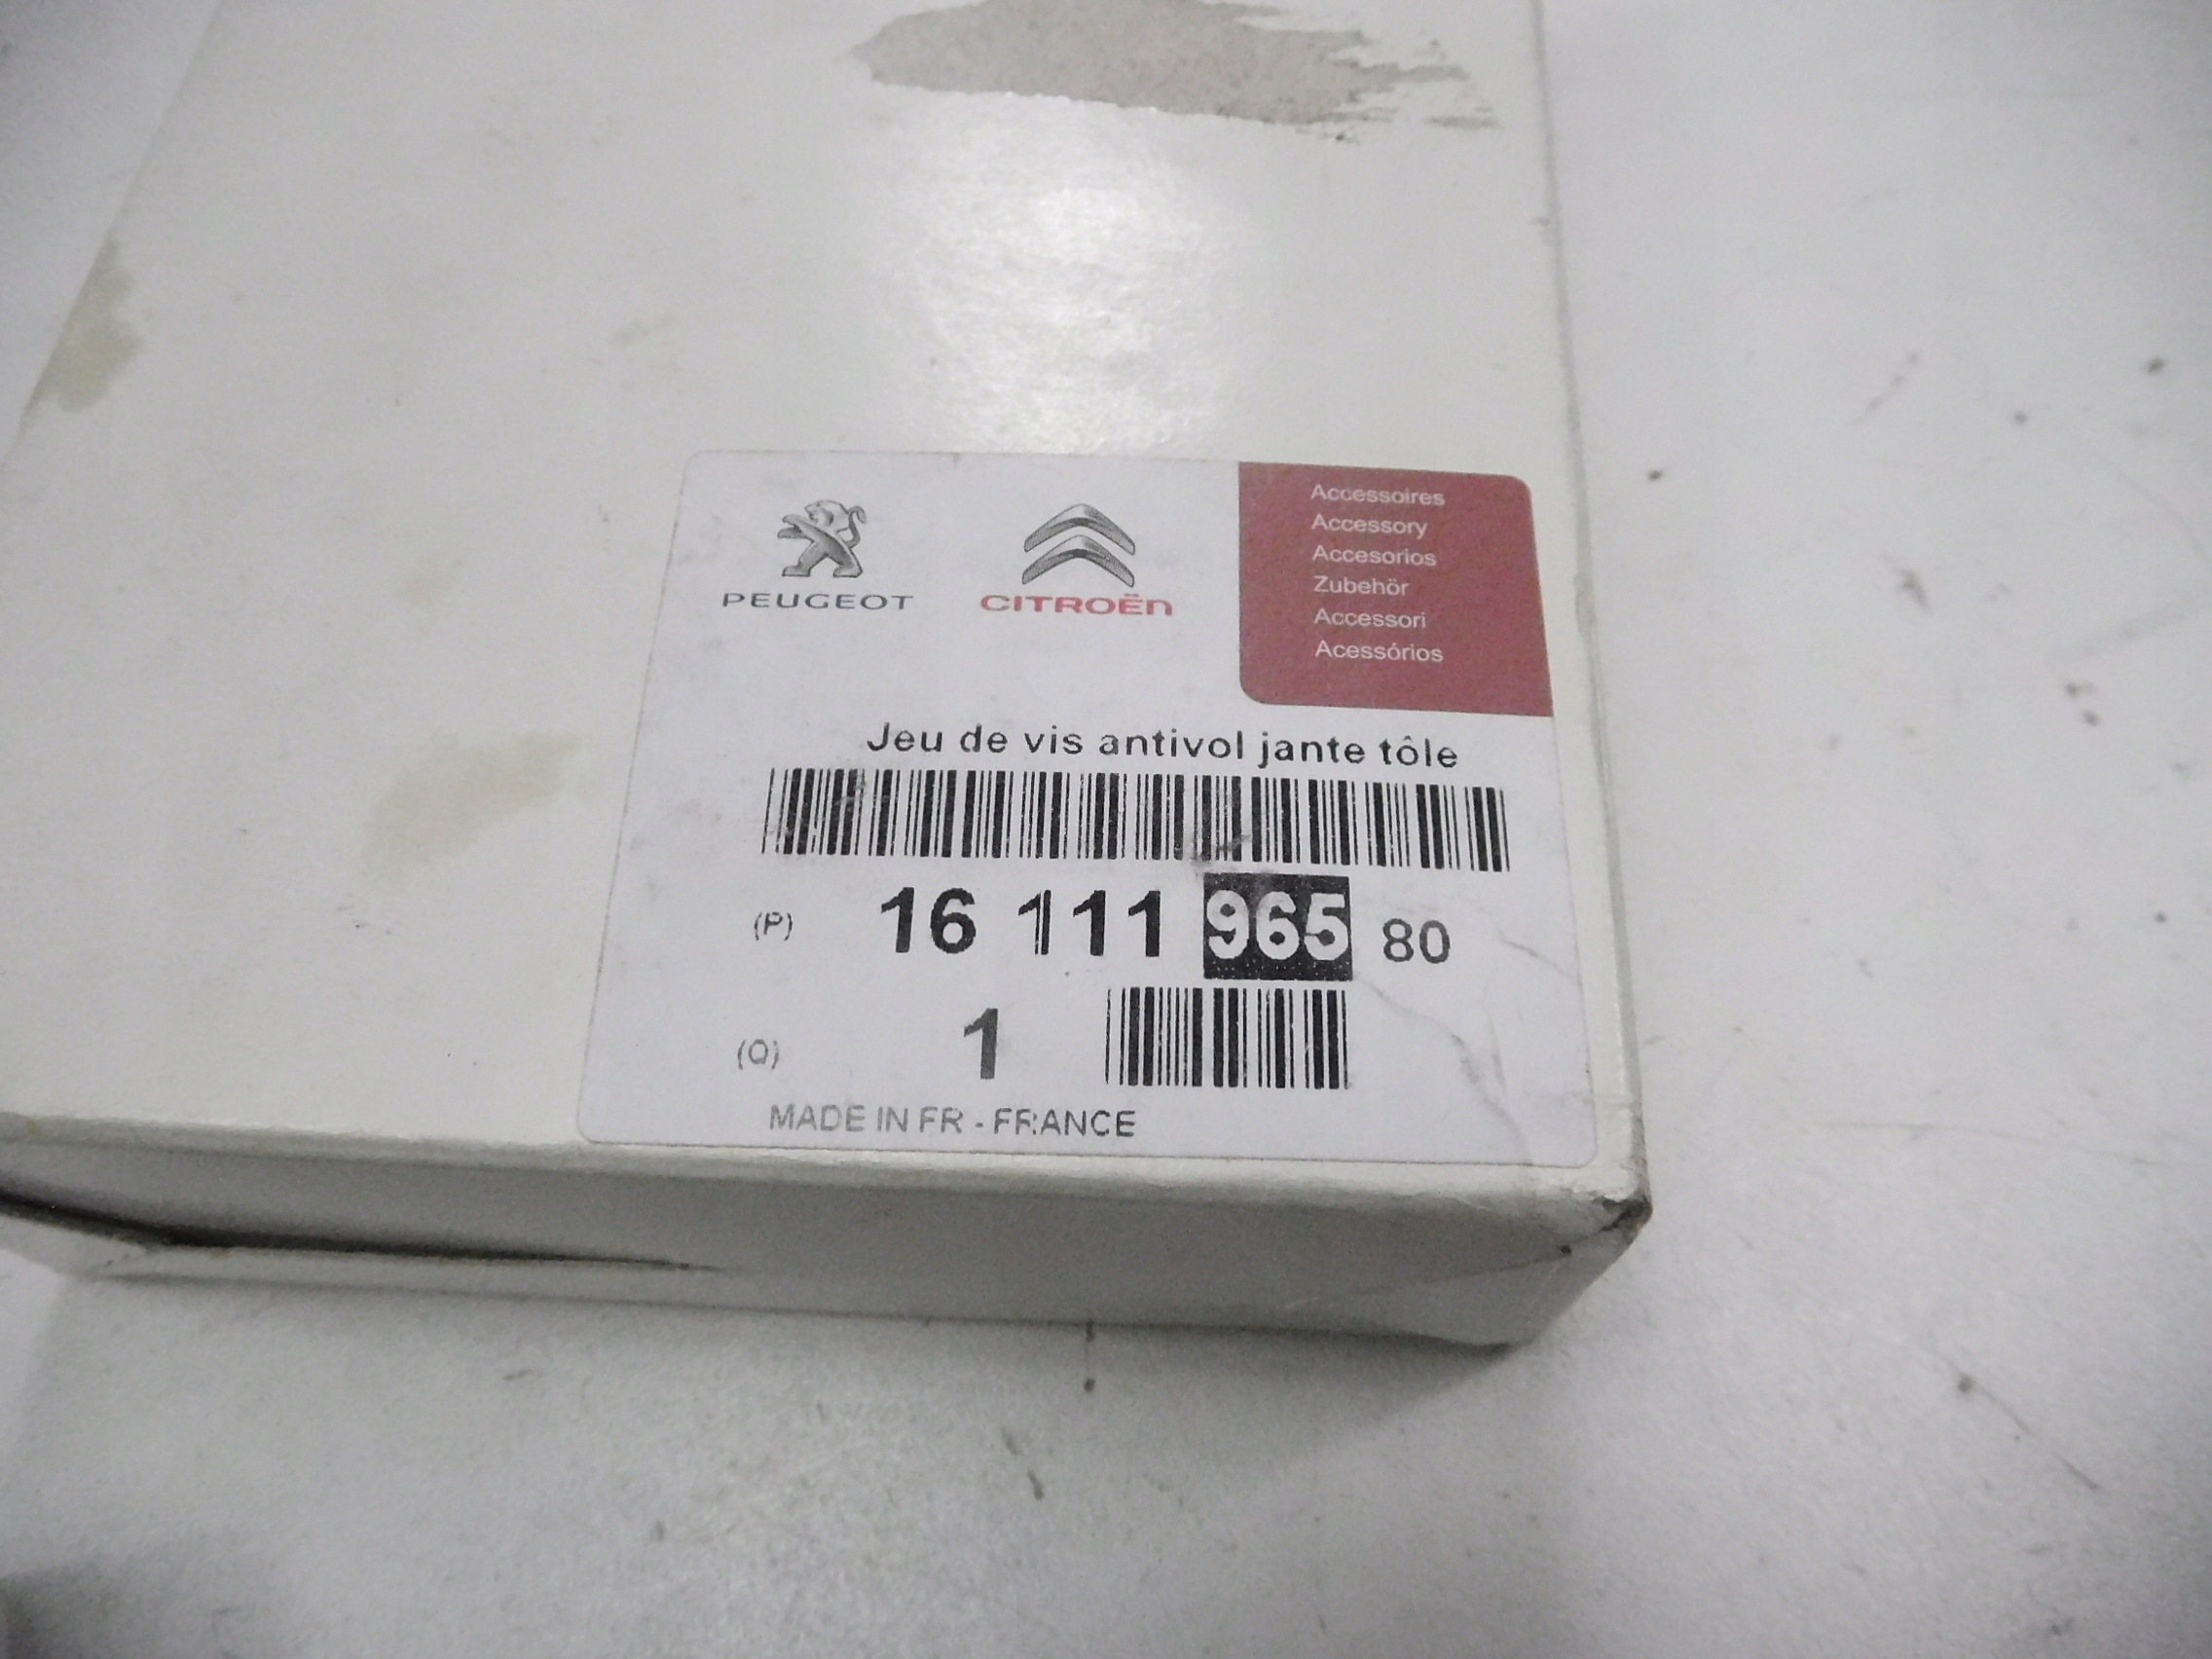 PEUGEOT
CITROËN
Accessoires
Accessory
Accesorios
Zubehör
Accessori
Acessórios
Jeu de vis antivol jante tôle
(P) 16 111 965 80
(Q) 1
MADE IN FR - FRANCE